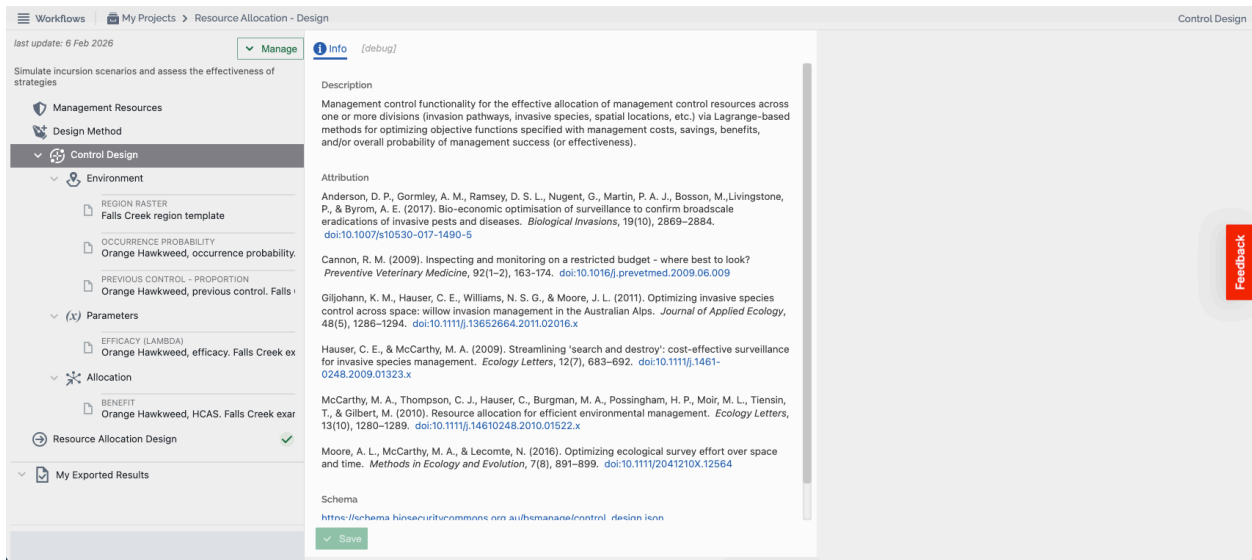 Workflows
My Projects > Resource Allocation - Design
Control Design
last update: 6 Feb 2026
Manage
Simulate incursion scenarios and assess the effectiveness of
strategies
Management Resources
Design Method
Control Design
Environment
REGION RASTER
Falls Creek region template
OCCURRENCE PROBABILITY
Orange Hawkweed, occurrence probability.
PREVIOUS CONTROL - PROPORTION
Orange Hawkweed, previous control. Falls
(x) Parameters
EFFICACY (LAMBDA)
Orange Hawkweed, efficacy. Falls Creek ex
Allocation
BENEFIT
Orange Hawkweed, HCAS. Falls Creek exar
Resource Allocation Design
My Exported Results
Info [debug]
Description
Management control functionality for the effective allocation of management control resources across
one or more divisions (invasion pathways, invasive species, spatial locations, etc.) via Lagrange-based
methods for optimizing objective functions specified with management costs, savings, benefits,
and/or overall probability of management success (or effectiveness).
Attribution
Anderson, D. P., Gormley, A. M., Ramsey, D. S. L., Nugent, G., Martin, P. A. J., Bosson, M.,Livingstone,
P., & Byrom, A. E. (2017). Bio-economic optimisation of surveillance to confirm broadscale
eradications of invasive pests and diseases. Biological Invasions, 19(10), 2869–2884.
doi:10.1007/s10530-017-1490-5
Cannon, R. M. (2009). Inspecting and monitoring on a restricted budget - where best to look?
Preventive Veterinary Medicine, 92(1–2), 163-174. doi:10.1016/j.prevetmed.2009.06.009
Giljohann, K. M., Hauser, C. E., Williams, N. S. G., & Moore, J. L. (2011). Optimizing invasive species
control across space: willow invasion management in the Australian Alps. Journal of Applied Ecology,
48(5), 1286–1294. doi:10.1111/j.13652664.2011.02016.x
Hauser, C. E., & McCarthy, M. A. (2009). Streamlining 'search and destroy': cost-effective surveillance
for invasive species management. Ecology Letters, 12(7), 683–692. doi:10.1111/j.1461-
0248.2009.01323.x
McCarthy, M. A., Thompson, C. J., Hauser, C., Burgman, M. A., Possingham, H. P., Moir, M. L., Tiensin,
T., & Gilbert, M. (2010). Resource allocation for efficient environmental management. Ecology Letters,
13(10), 1280–1289. doi:10.1111/j.14610248.2010.01522.x
Moore, A. L., McCarthy, M. A., & Lecomte, N. (2016). Optimizing ecological survey effort over space
and time. Methods in Ecology and Evolution, 7(8), 891–899. doi:10.1111/2041210X.12564
Schema
https://schema.biosecuritycommons.org.au/bsmanage/control_design.json
Save
Feedback